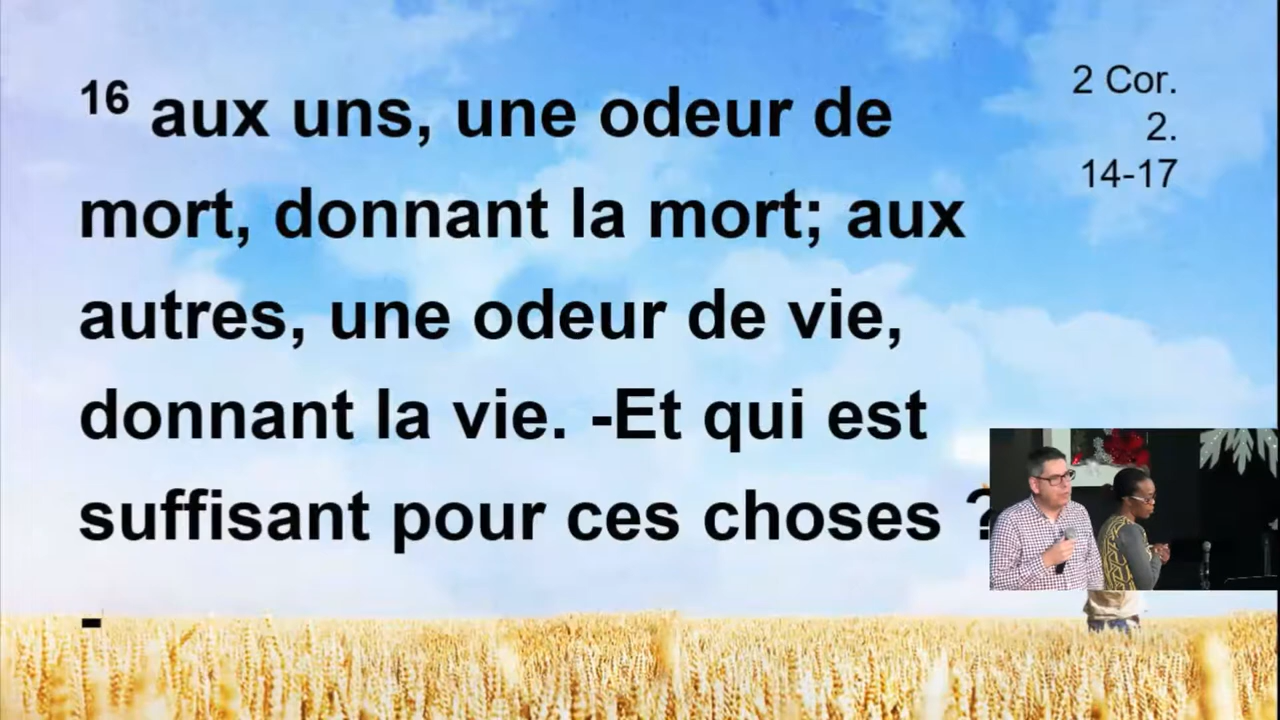 16 aux uns, une odeur de
mort, donnant la mort; aux
autres, une odeur de vie,
donnant la vie. -Et qui est
suffisant pour ces choses ?
-
2 Cor.
2.
14-17